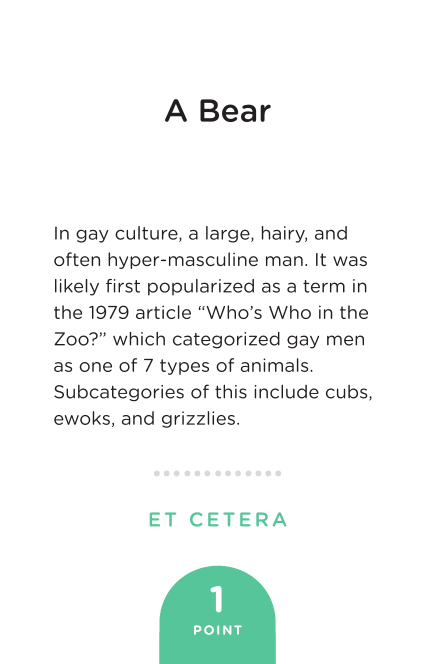 A Bear
In gay culture, a large, hairy, and
often hyper-masculine man. It was
likely first popularized as a term in
the 1979 article “Who’s Who in the
Zoo?” which categorized gay men
as one of 7 types of animals.
Subcategories of this include cubs,
ewoks, and grizzlies.
ET CETERA
1
POINT